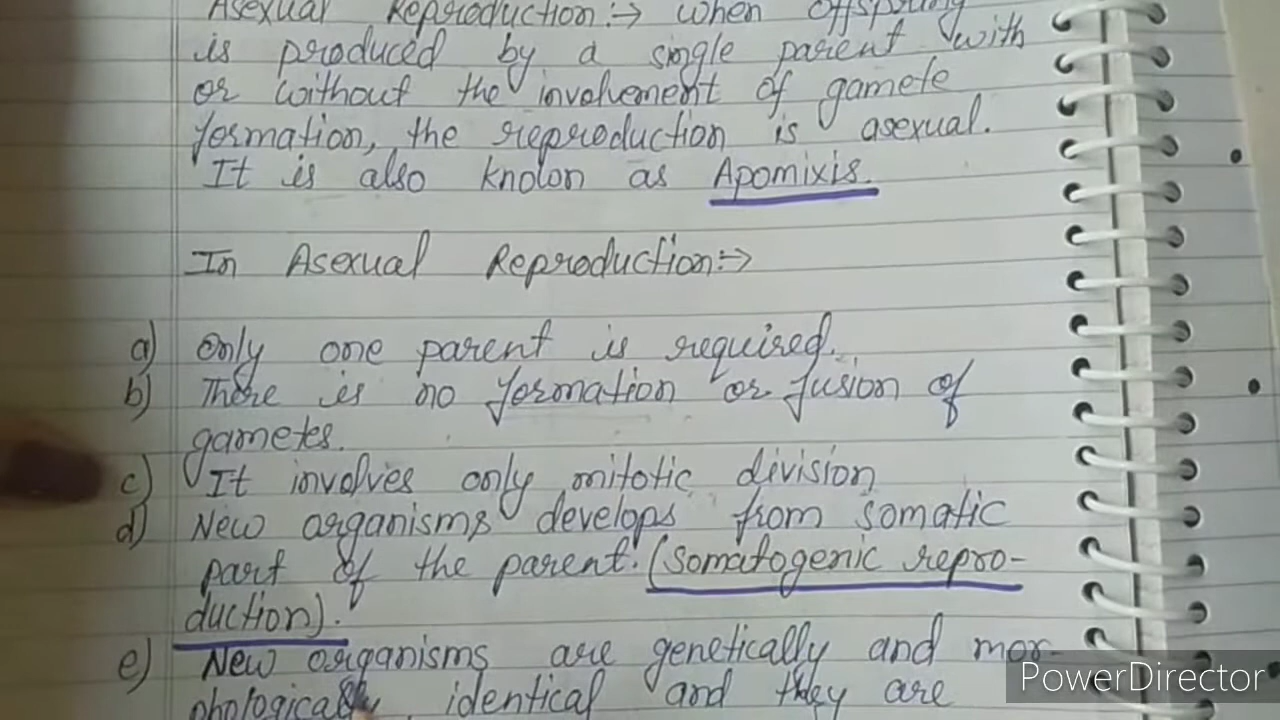 Asexual Reproduction:→ When offspring
is produced by a single parent with
or without the involvement of gamete
formation, the reproduction is asexual.
It is also known as Apomixis.
In Asexual Reproduction:→
a) Only one parent is required.
b) There is no formation or fusion of
gametes.
c) It involves only mitotic division
d) New organisms develops from somatic
part of the parent. (Somatogenic repro-
duction).
e) New organisms are genetically and mor-
phologically identical and they are
PowerDirector